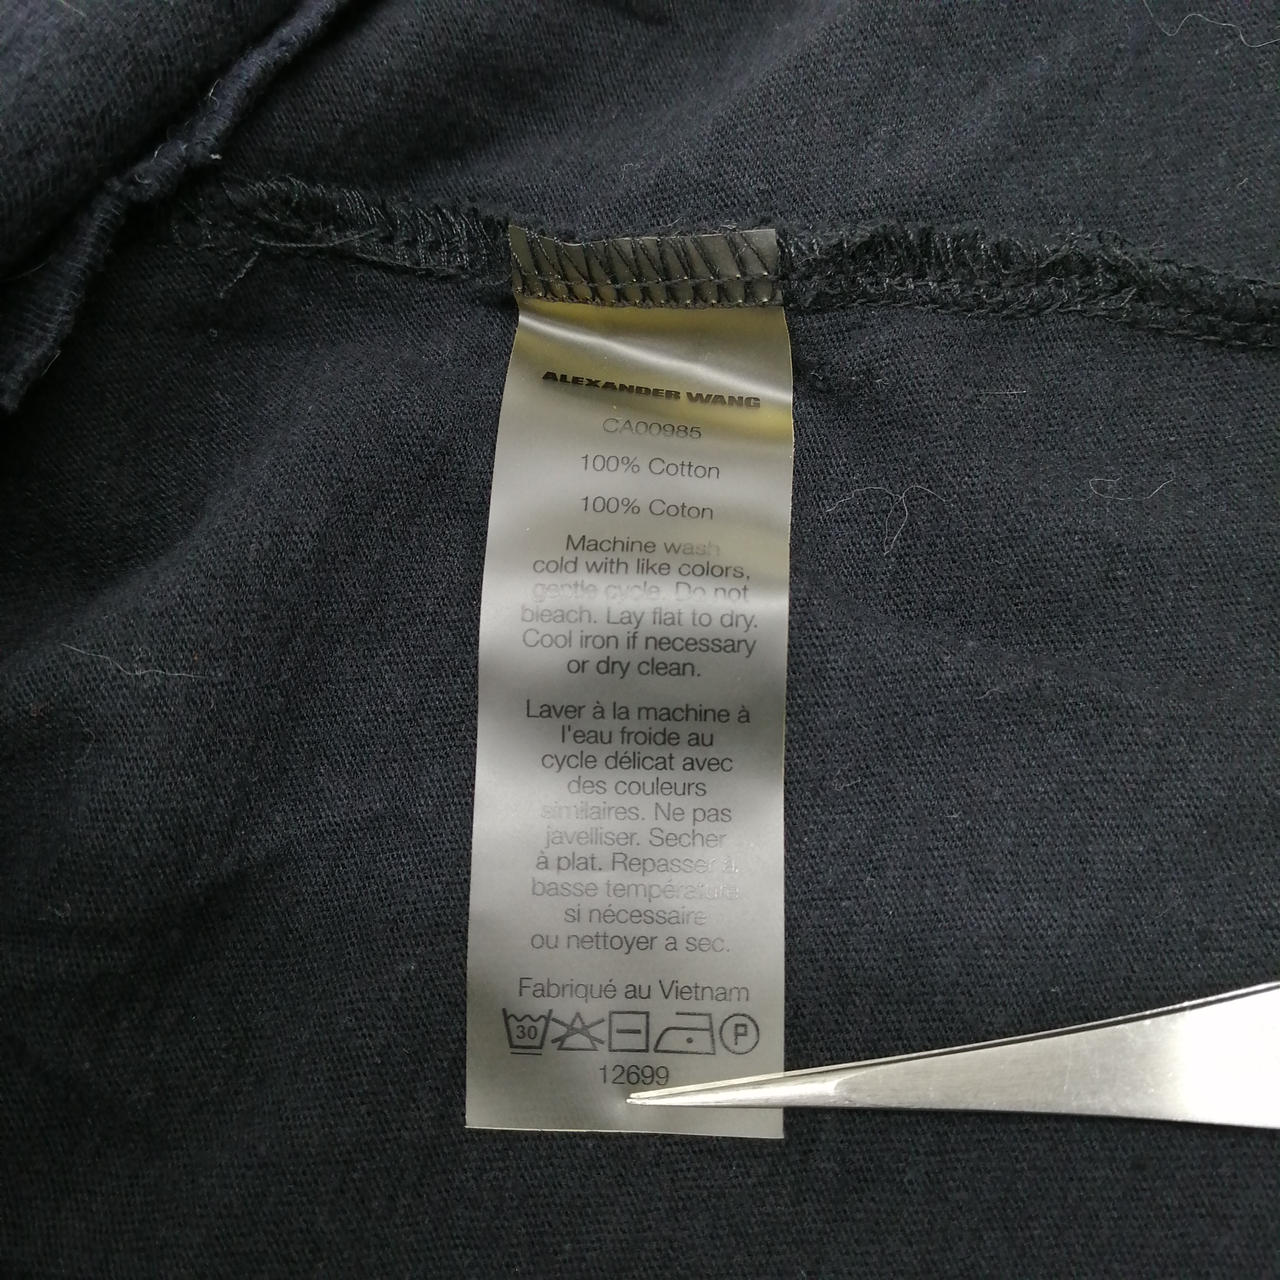 ALEXANDER WANG
CA00985
100% Cotton
100% Coton
Machine wash
cold with like colors,
gentle cycle. Do not
bleach. Lay flat to dry.
Cool iron if necessary
or dry clean.
Laver à la machine à
l'eau froide au
cycle délicat avec
des couleurs
similaires. Ne pas
javelliser. Secher
à plat. Repasser à
basse température
si nécessaire
ou nettoyer a sec.
Fabriqué au Vietnam
30 P
12699